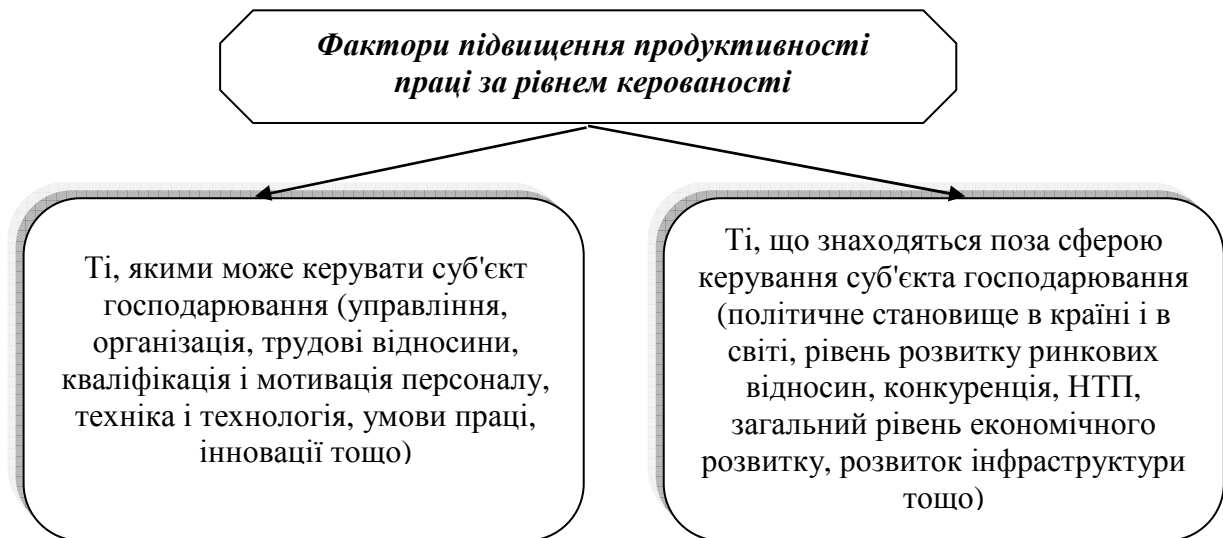 Фактори підвищення продуктивності
праці за рівнем керованості
Ті, якими може керувати суб'єкт
господарювання (управління,
організація, трудові відносини,
кваліфікація і мотивація персоналу,
техніка і технологія, умови праці,
інновації тощо)
Ті, що знаходяться поза сферою
керування суб'єкта господарювання
(політичне становище в країні і в
світі, рівень розвитку ринкових
відносин, конкуренція, НТП,
загальний рівень економічного
розвитку, розвиток інфраструктури
тощо)